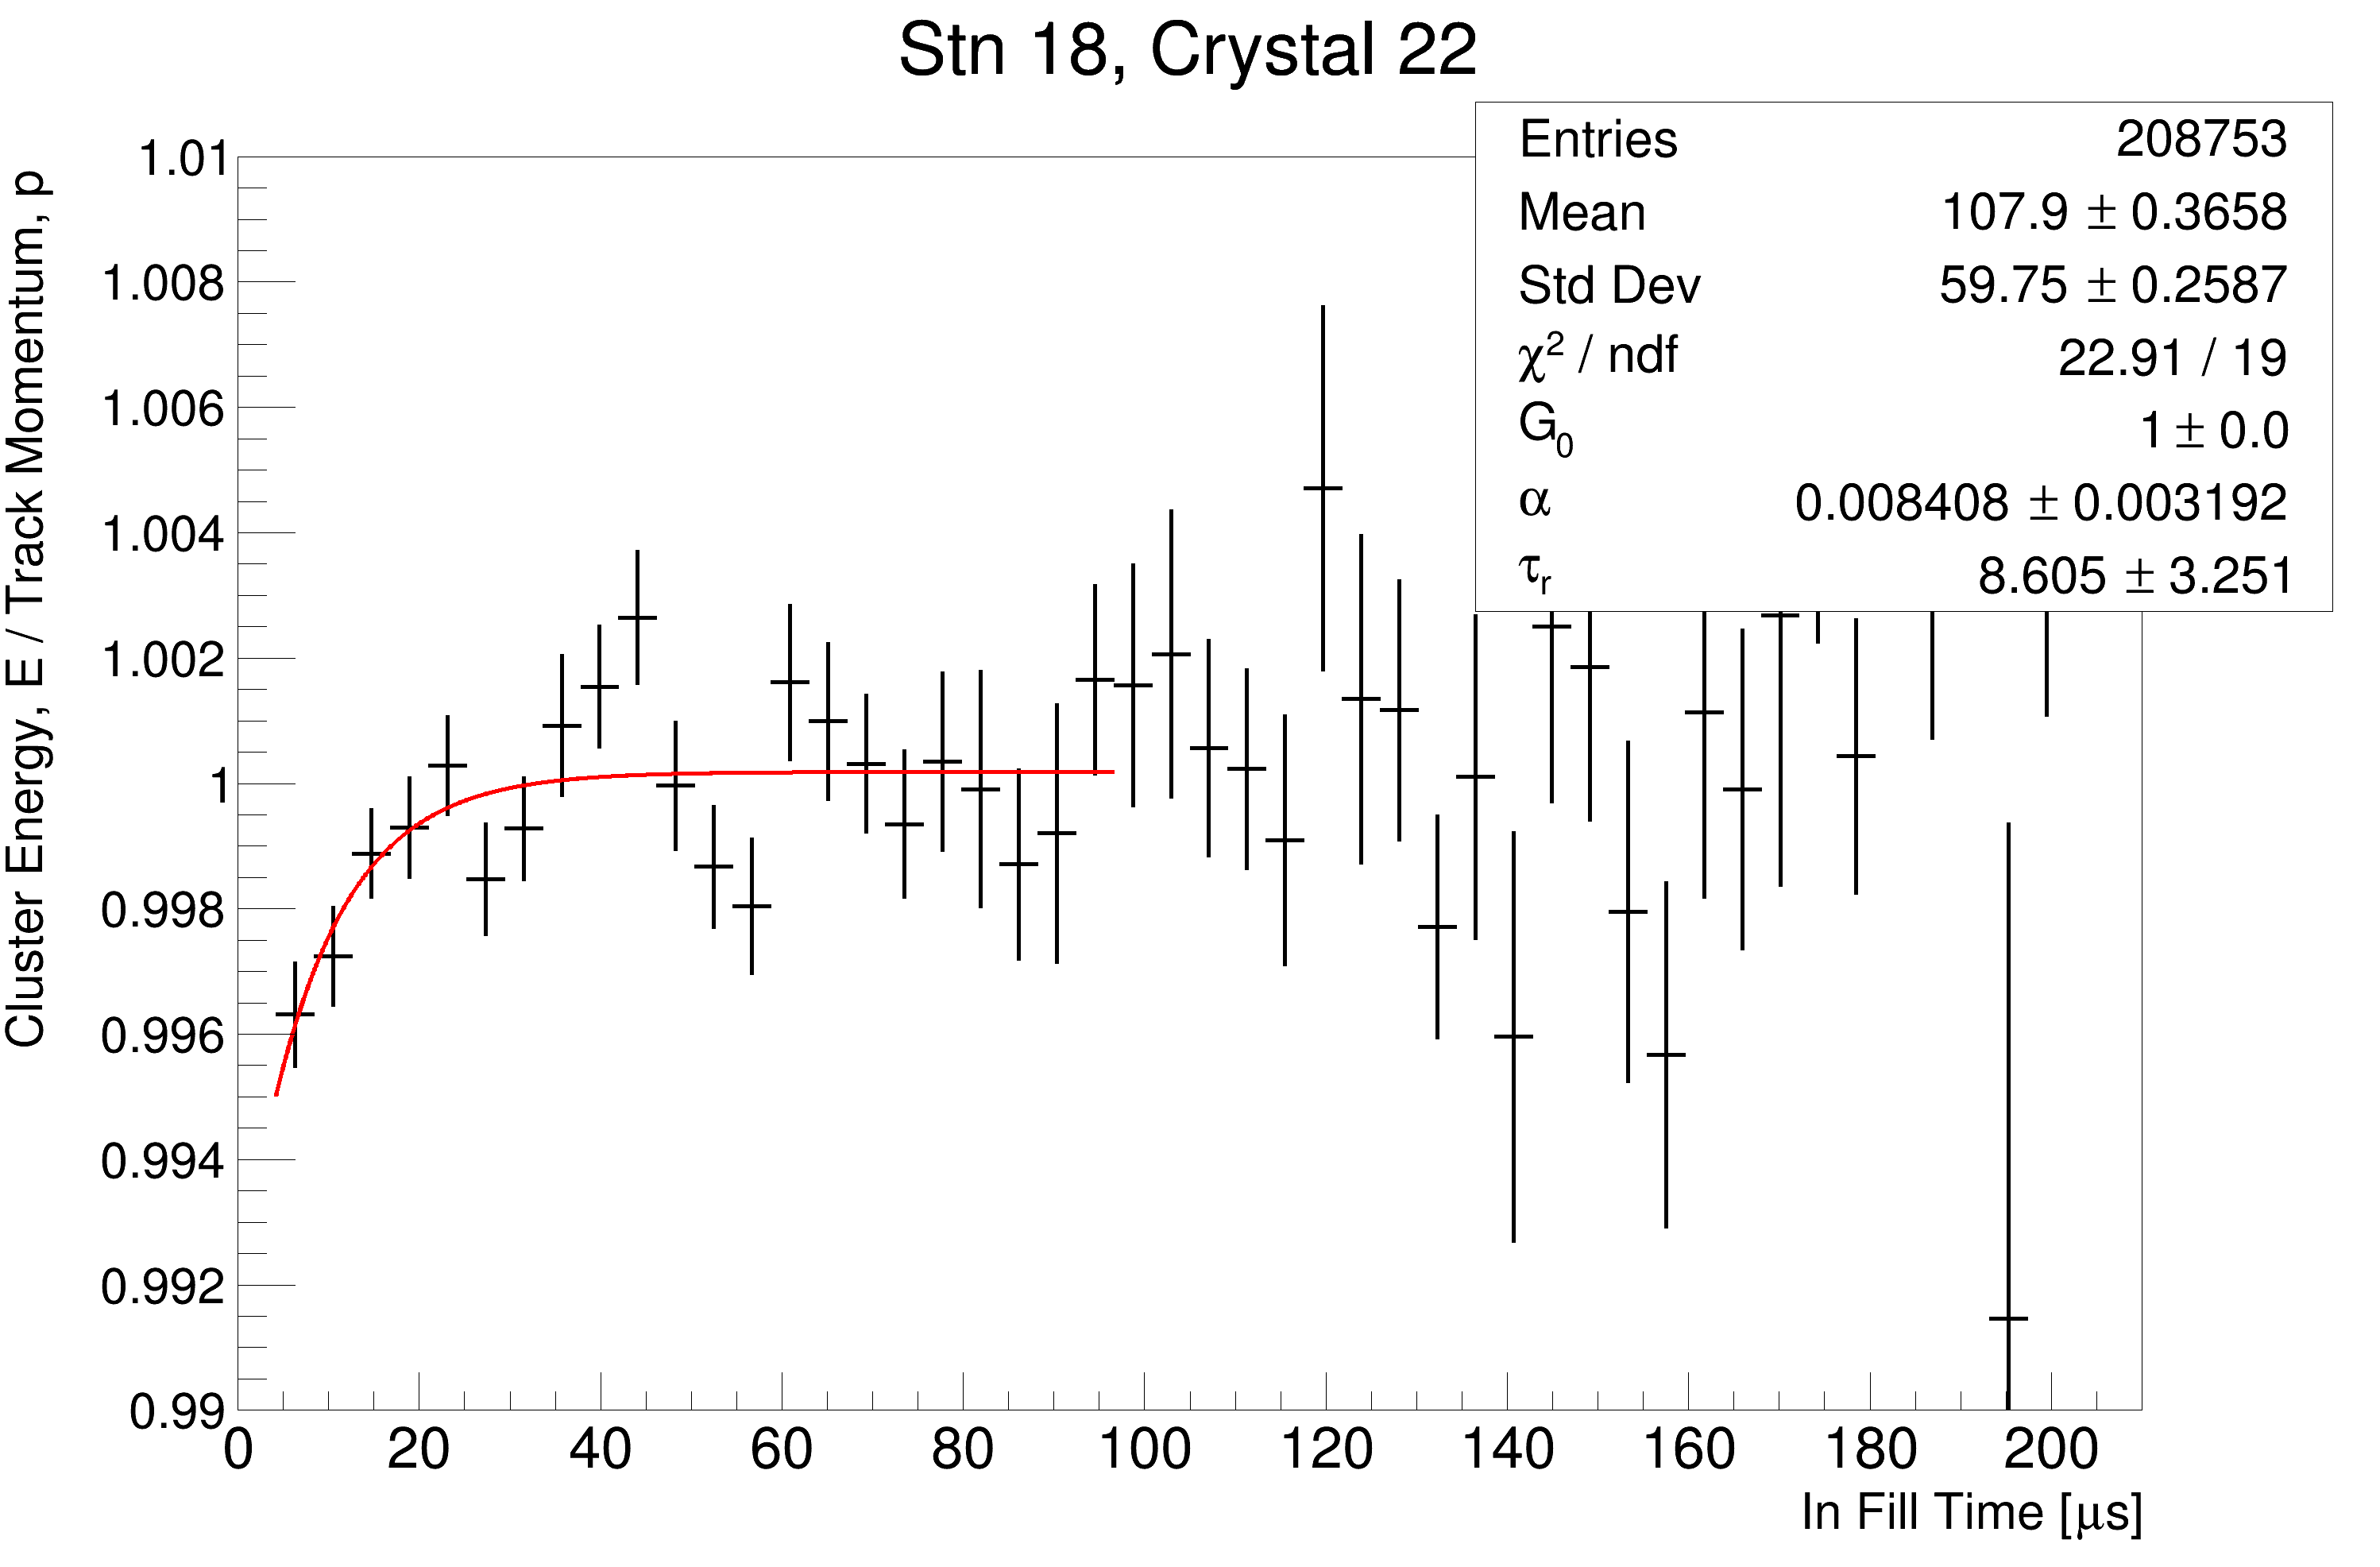 Stn 18, Crystal 22
Entries 208753
Mean 107.9 ± 0.3658
Std Dev 59.75 ± 0.2587
χ² / ndf 22.91 / 19
G₀ 1 ± 0.0
α 0.008408 ± 0.003192
τᵣ 8.605 ± 3.251
Cluster Energy, E / Track Momentum, p
1.01
1.008
1.006
1.004
1.002
1
0.998
0.996
0.994
0.992
0.99
0 20 40 60 80 100 120 140 160 180 200
In Fill Time [μs]